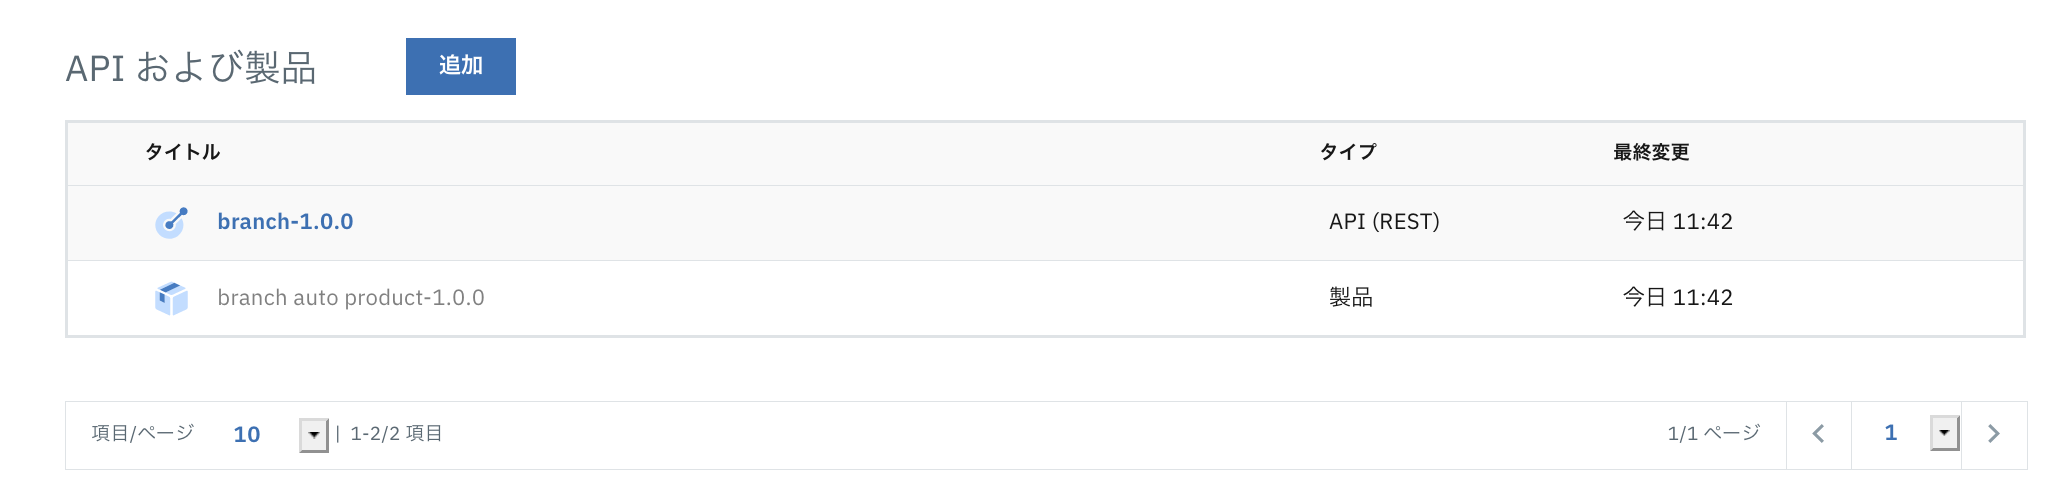 API および製品 追加
タイトル タイプ 最終変更
branch-1.0.0 API (REST) 今日 11:42
branch auto product-1.0.0 製品 今日 11:42
項目/ページ 10 | 1-2/2 項目 1/1 ページ 1